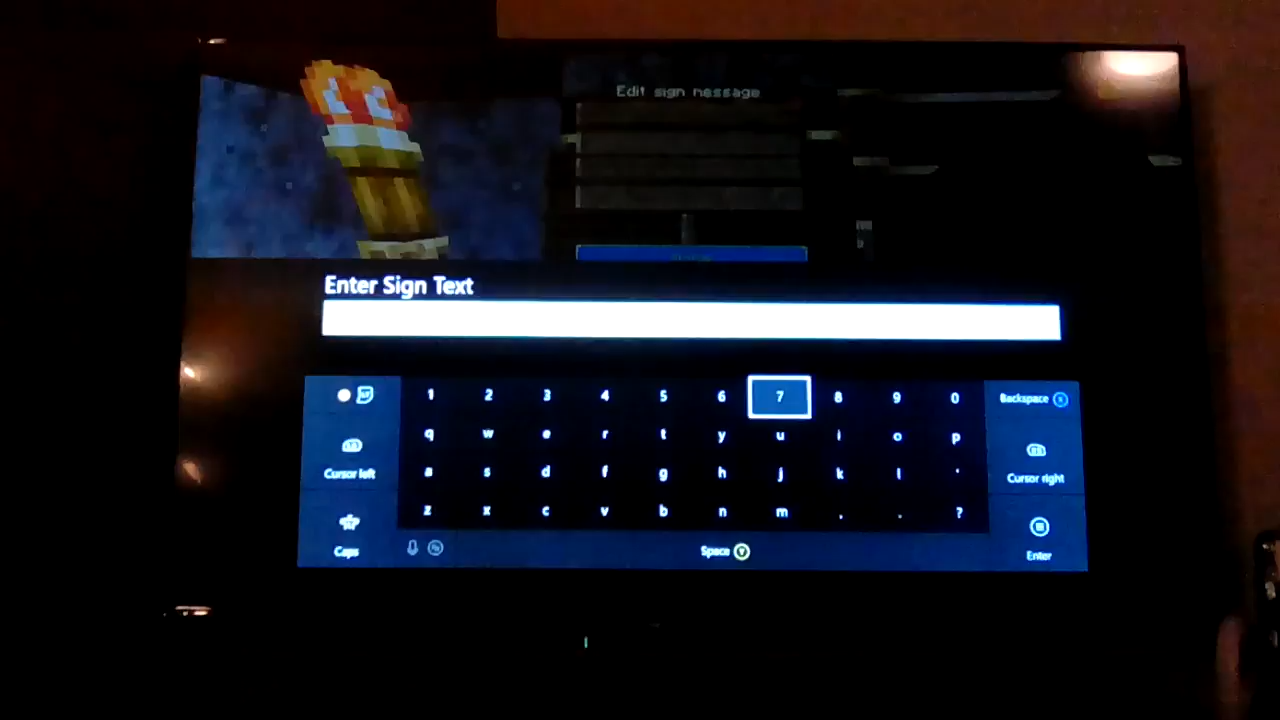 Edit sign message
Enter Sign Text
1 2 3 4 5 6 7 8 9 0 Backspace X
q w e r t y u i o p
Cursor left a s d f g h j k l ' Cursor right
z x c v b n m , . ?
Caps Space Y Enter